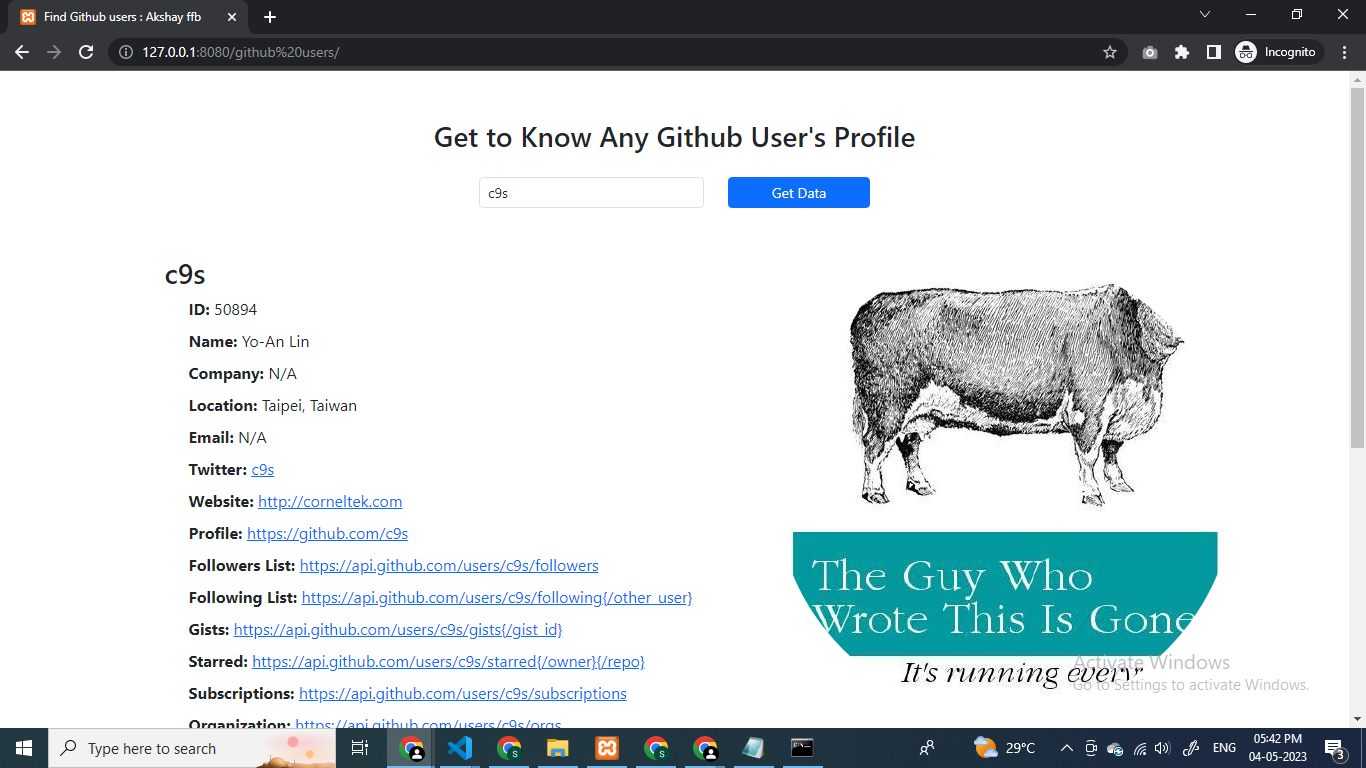 Find Github users : Akshay ffb
127.0.0.1:8080/github%20users/
Incognito
Get to Know Any Github User's Profile
c9s
Get Data
c9s
ID: 50894
Name: Yo-An Lin
Company: N/A
Location: Taipei, Taiwan
Email: N/A
Twitter: c9s
Website: http://corneltek.com
Profile: https://github.com/c9s
Followers List: https://api.github.com/users/c9s/followers
Following List: https://api.github.com/users/c9s/following{/other_user}
Gists: https://api.github.com/users/c9s/gists{/gist_id}
Starred: https://api.github.com/users/c9s/starred{/owner}{/repo}
Subscriptions: https://api.github.com/users/c9s/subscriptions
Organization: https://api.github.com/users/c9s/orgs
The Guy Who
Wrote This Is Gone
It's running every
Activate Windows
Go to Settings to activate Windows.
Type here to search
29°C
ENG
05:42 PM
04-05-2023
3